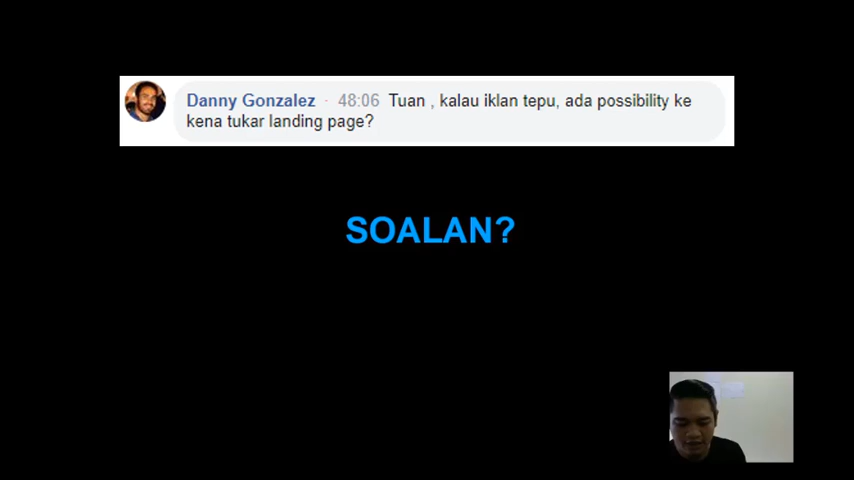 Danny Gonzalez · 48:06 Tuan , kalau iklan tepu, ada possibility ke
kena tukar landing page?
SOALAN?